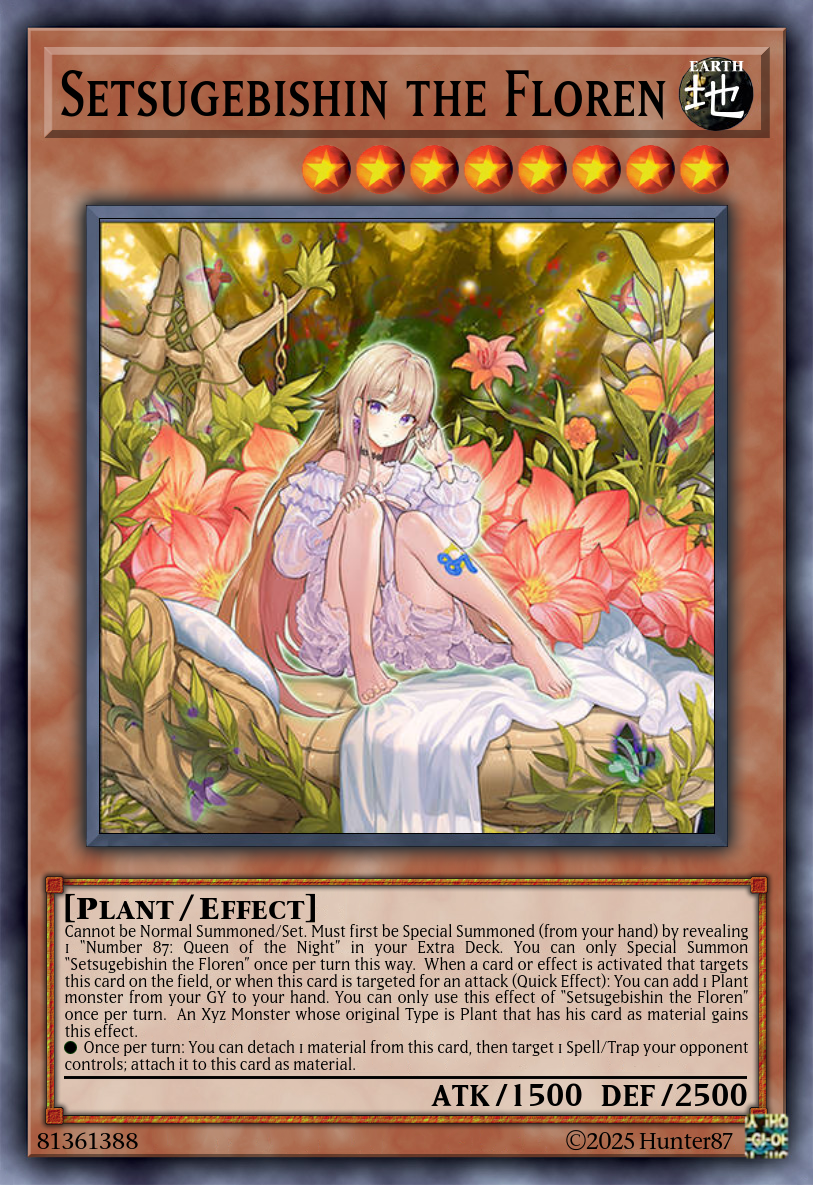 Setsugebishin the Floren
EARTH
地
87
[Plant / Effect]
Cannot be Normal Summoned/Set. Must first be Special Summoned (from your hand) by revealing
1 "Number 87: Queen of the Night" in your Extra Deck. You can only Special Summon
"Setsugebishin the Floren" once per turn this way. When a card or effect is activated that targets
this card on the field, or when this card is targeted for an attack (Quick Effect): You can add 1 Plant
monster from your GY to your hand. You can only use this effect of "Setsugebishin the Floren"
once per turn. An Xyz Monster whose original Type is Plant that has his card as material gains
this effect.
● Once per turn: You can detach 1 material from this card, then target 1 Spell/Trap your opponent
controls; attach it to this card as material.
ATK/1500 DEF/2500
81361388 ©2025 Hunter87